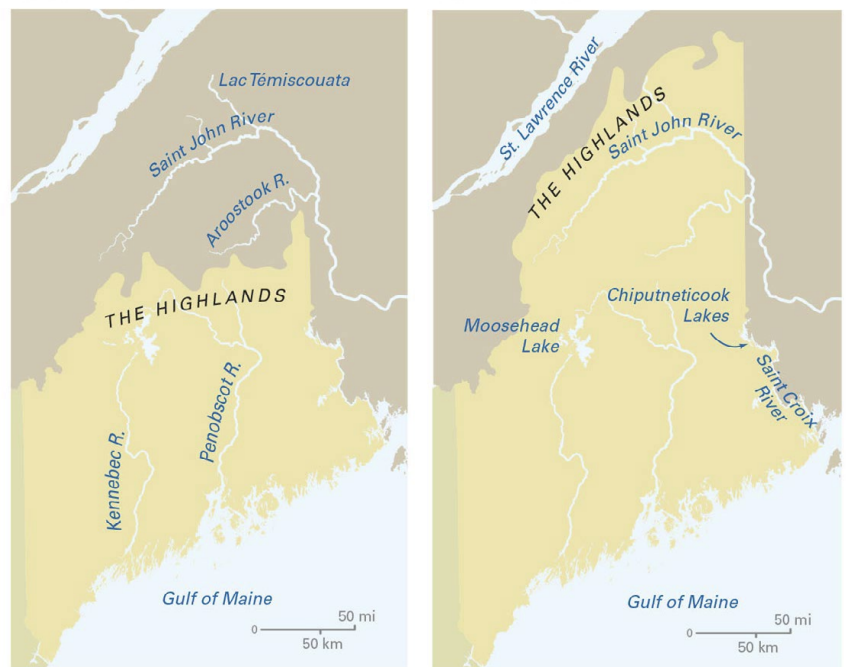 Lac Témiscouata
Saint John River
Aroostook R.
THE HIGHLANDS
Penobscot R.
Kennebec R.
Gulf of Maine
50 mi
0
50 km
St. Lawrence River
THE HIGHLANDS
Saint John River
Chiputneticook
Lakes
Moosehead
Lake
Saint Croix
River
Gulf of Maine
50 mi
0
50 km